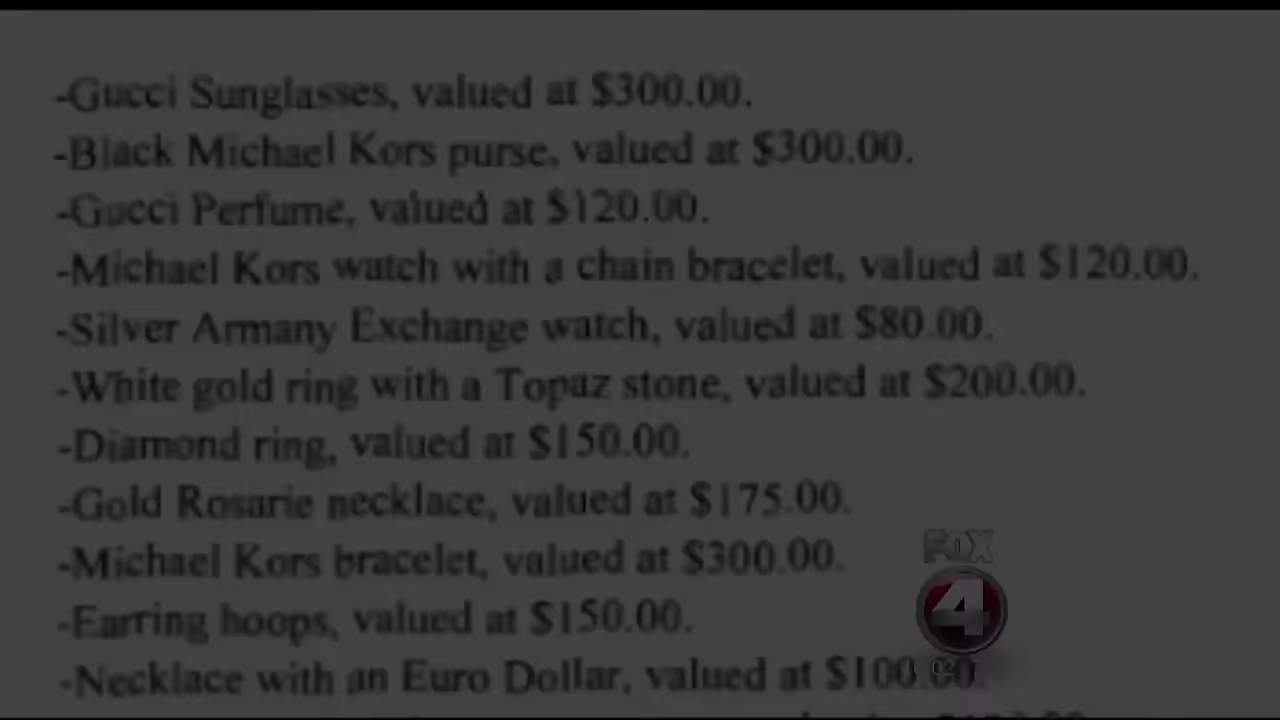 -Gucci Sunglasses, valued at $300.00.
-Black Michael Kors purse, valued at $300.00.
-Gucci Perfume, valued at $120.00.
-Michael Kors watch with a chain bracelet, valued at $120.00.
-Silver Armany Exchange watch, valued at $80.00.
-White gold ring with a Topaz stone, valued at $200.00.
-Diamond ring, valued at $150.00.
-Gold Rosarie necklace, valued at $175.00.
-Michael Kors bracelet, valued at $300.00.
FOX
4
-Earring hoops, valued at $150.00.
-Necklace with an Euro Dollar, valued at $100.00.